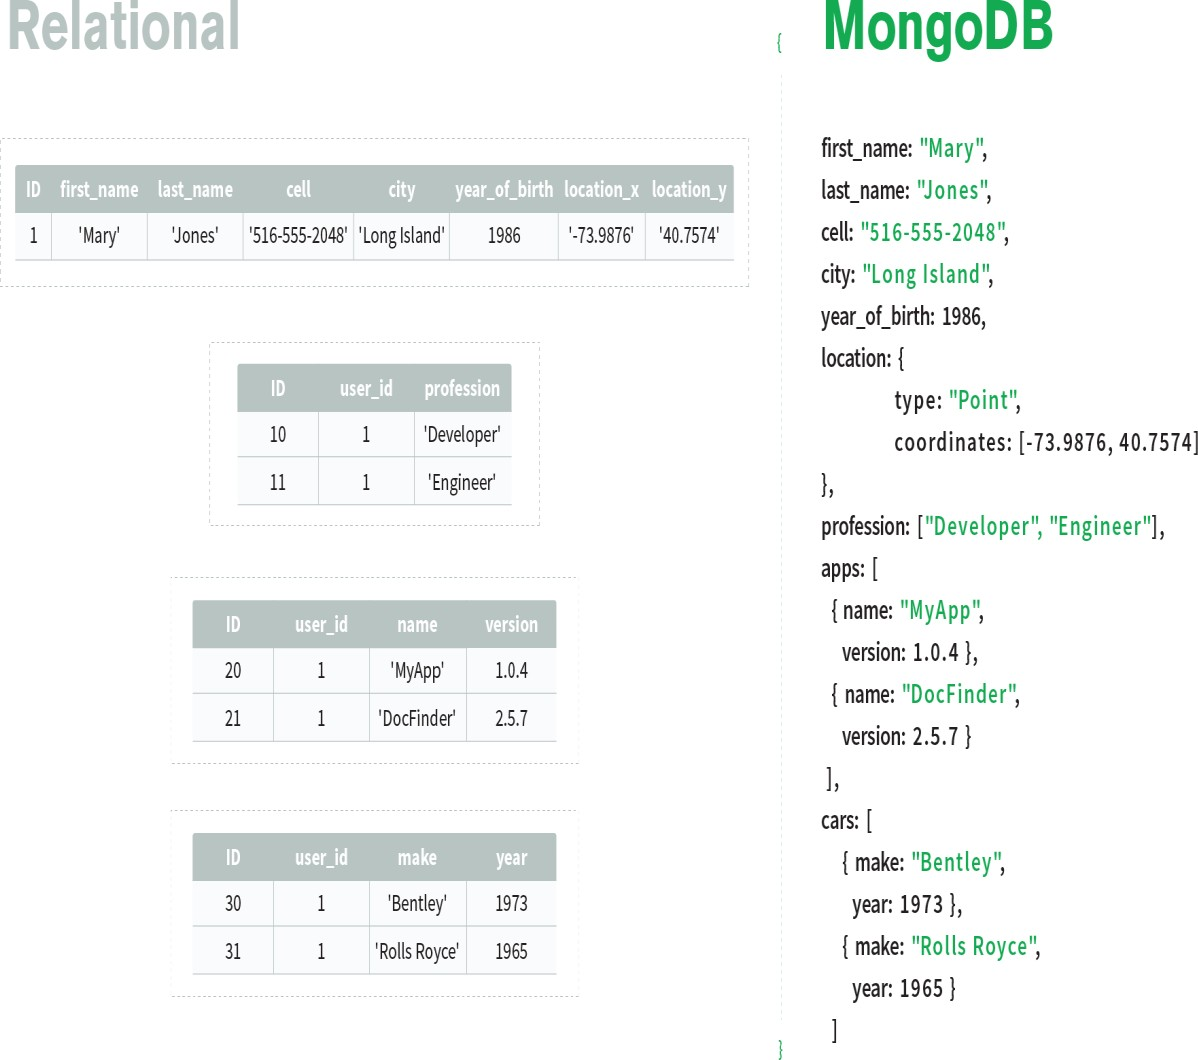 Relational
ID first_name last_name cell city year_of_birth location_x location_y
1 'Mary' 'Jones' '516-555-2048' 'Long Island' 1986 '-73.9876' '40.7574'
ID user_id profession
10 1 'Developer'
11 1 'Engineer'
ID user_id name version
20 1 'MyApp' 1.0.4
21 1 'DocFinder' 2.5.7
ID user_id make year
30 1 'Bentley' 1973
31 1 'Rolls Royce' 1965
MongoDB
{
first_name: "Mary",
last_name: "Jones",
cell: "516-555-2048",
city: "Long Island",
year_of_birth: 1986,
location: {
type: "Point",
coordinates: [-73.9876, 40.7574]
},
profession: ["Developer", "Engineer"],
apps: [
{ name: "MyApp",
version: 1.0.4 },
{ name: "DocFinder",
version: 2.5.7 }
],
cars: [
{ make: "Bentley",
year: 1973 },
{ make: "Rolls Royce",
year: 1965 }
]
}